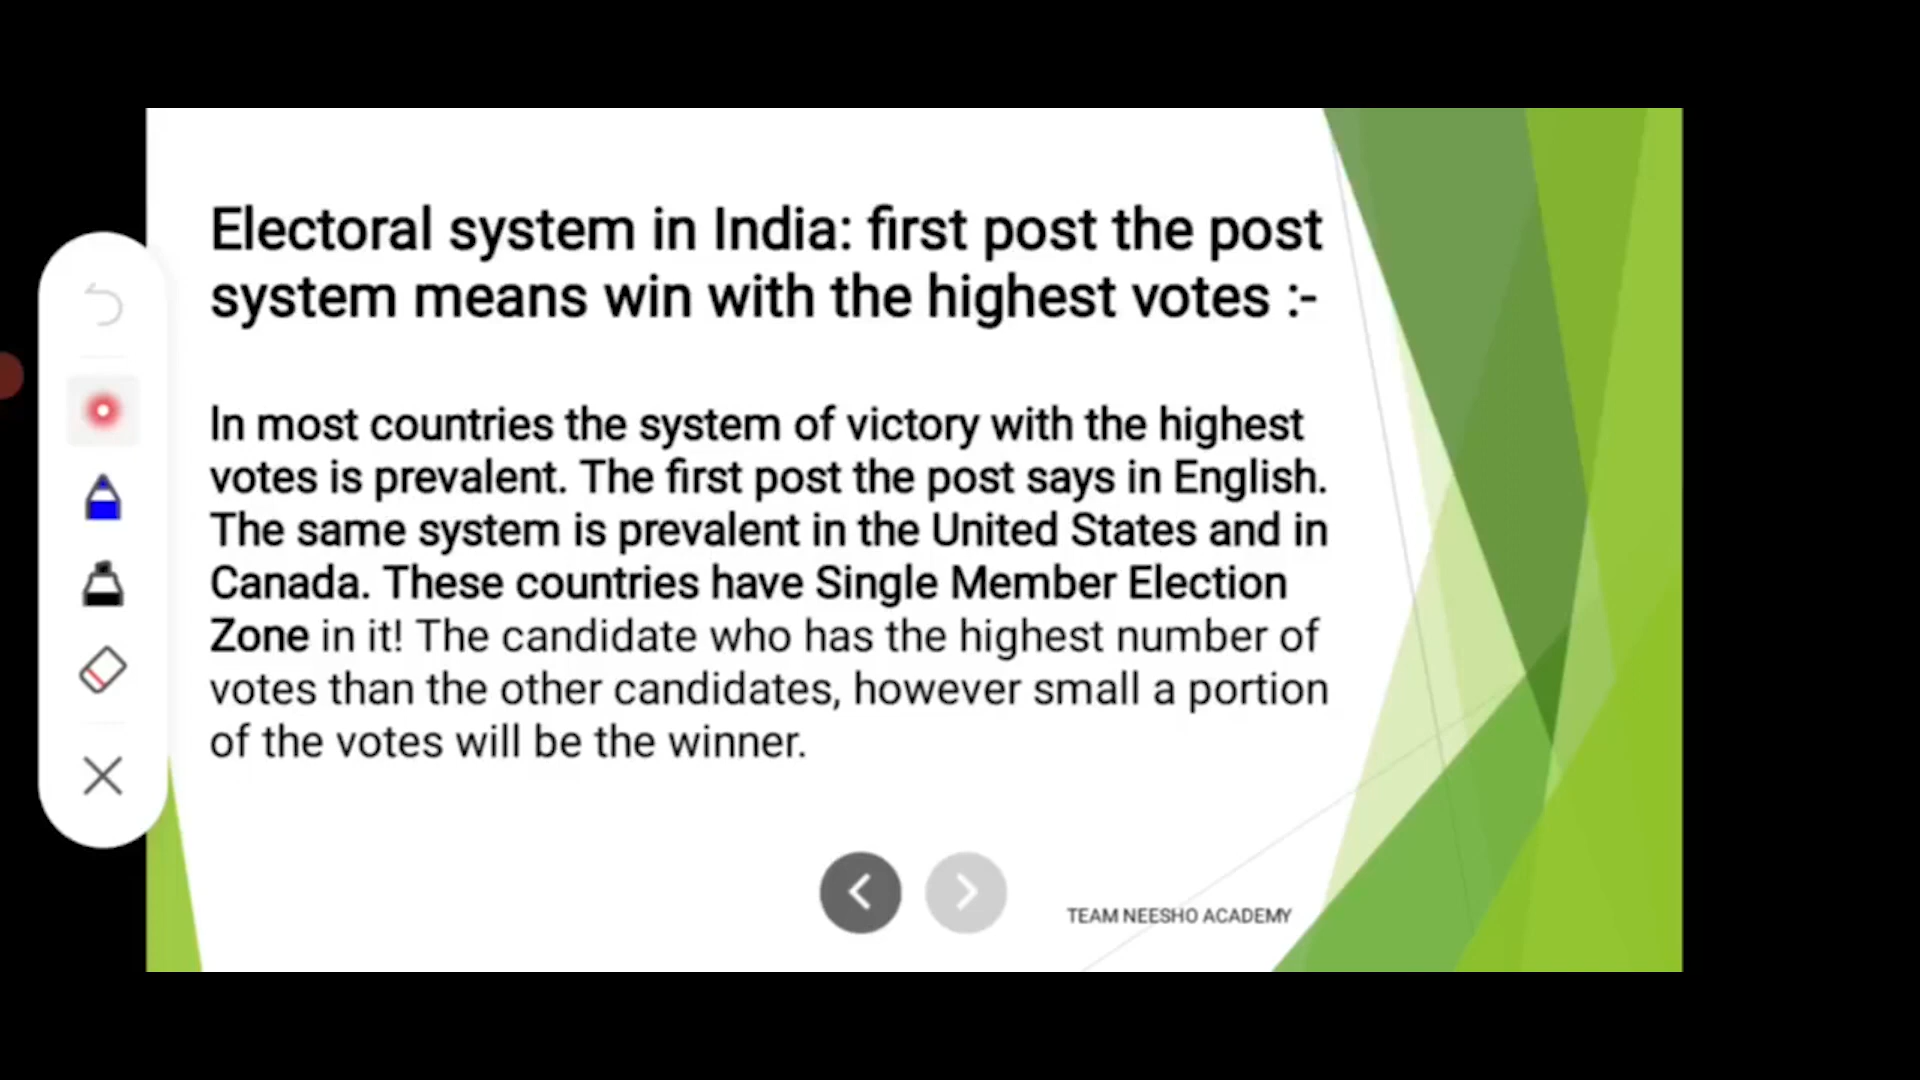 Electoral system in India: first post the post
system means win with the highest votes :-
In most countries the system of victory with the highest
votes is prevalent. The first post the post says in English.
The same system is prevalent in the United States and in
Canada. These countries have Single Member Election
Zone in it! The candidate who has the highest number of
votes than the other candidates, however small a portion
of the votes will be the winner.
TEAM NEESHO ACADEMY